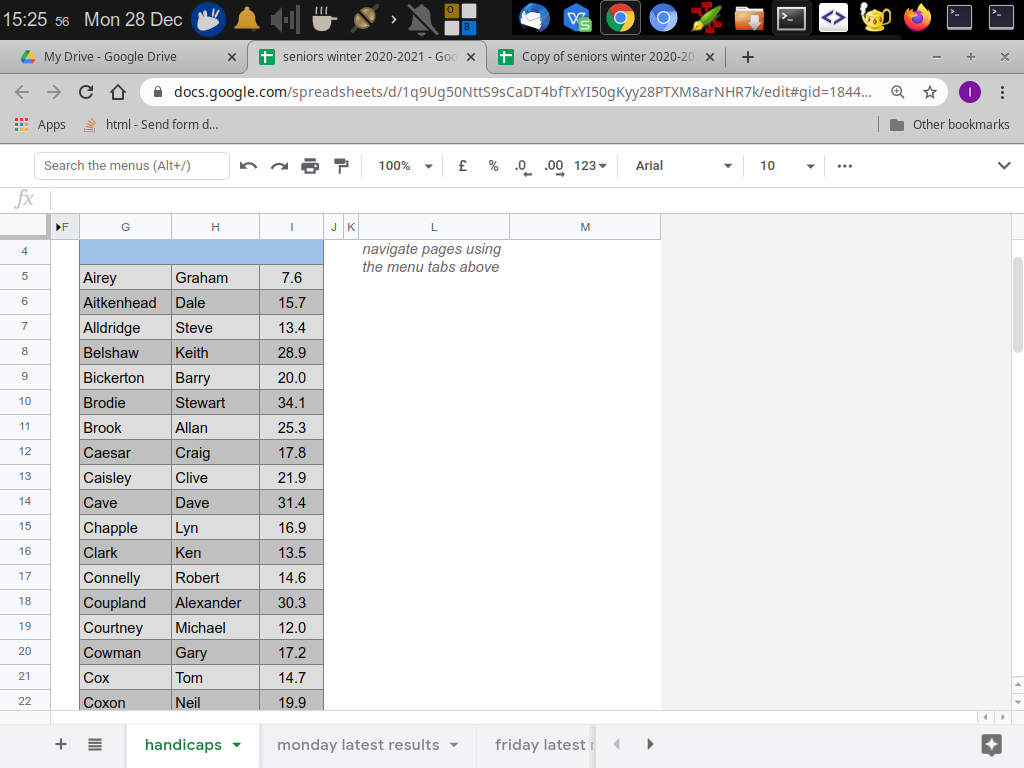 15:25 56 Mon 28 Dec
My Drive - Google Drive
seniors winter 2020-2021 - Goo
Copy of seniors winter 2020-20
docs.google.com/spreadsheets/d/1q9Ug50NttS9sCaDT4bfTxYI50gKyy28PTXM8arNHR7k/edit#gid=1844...
I
Apps
html - Send form d...
Other bookmarks
Search the menus (Alt+/)
100%
£ % .0 .00 123
Arial
10
fx
F G H I J K L M
4 navigate pages using
the menu tabs above
5 Airey Graham 7.6
6 Aitkenhead Dale 15.7
7 Alldridge Steve 13.4
8 Belshaw Keith 28.9
9 Bickerton Barry 20.0
10 Brodie Stewart 34.1
11 Brook Allan 25.3
12 Caesar Craig 17.8
13 Caisley Clive 21.9
14 Cave Dave 31.4
15 Chapple Lyn 16.9
16 Clark Ken 13.5
17 Connelly Robert 14.6
18 Coupland Alexander 30.3
19 Courtney Michael 12.0
20 Cowman Gary 17.2
21 Cox Tom 14.7
22 Coxon Neil 19.9
handicaps
monday latest results
friday latest